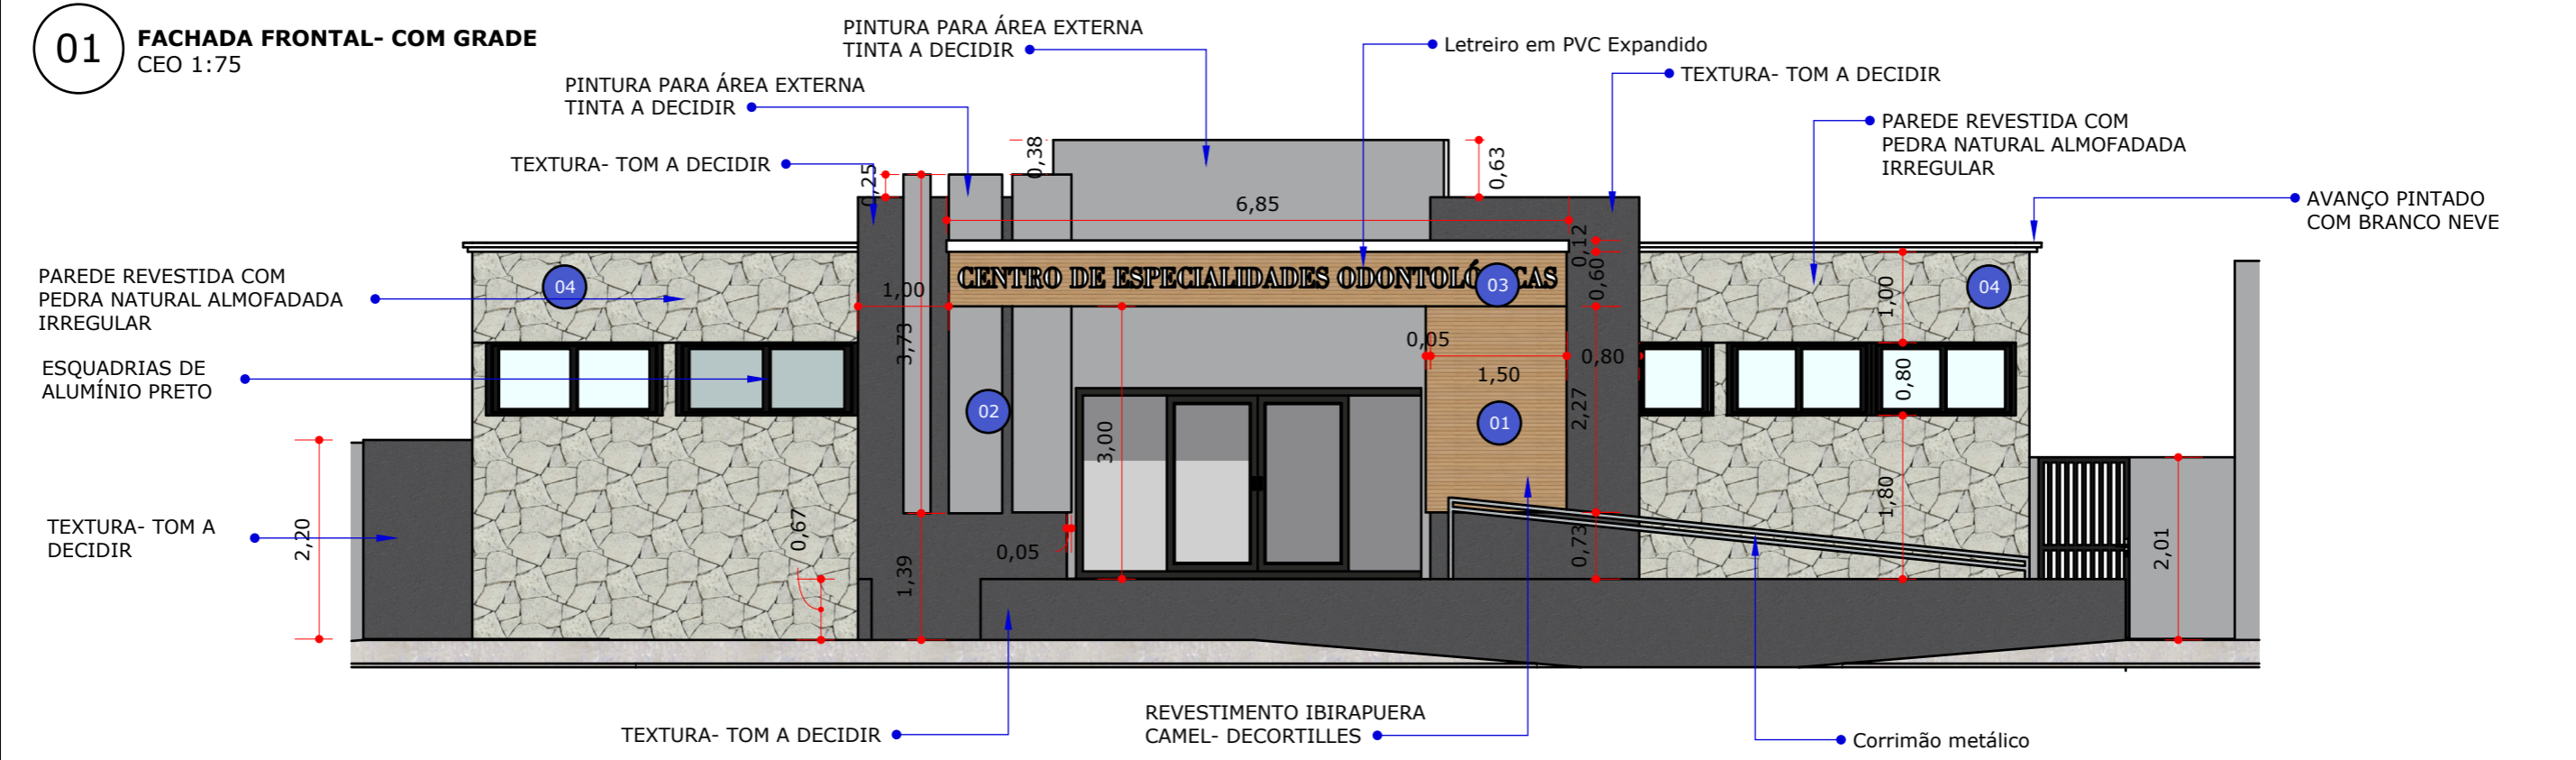 01
FACHADA FRONTAL- COM GRADE
CEO 1:75
PINTURA PARA ÁREA EXTERNA
TINTA A DECIDIR
Letreiro em PVC Expandido
TEXTURA- TOM A DECIDIR
PINTURA PARA ÁREA EXTERNA
TINTA A DECIDIR
PAREDE REVESTIDA COM
PEDRA NATURAL ALMOFADADA
IRREGULAR
TEXTURA- TOM A DECIDIR
0,38
0,63
0,25
6,85
AVANÇO PINTADO
COM BRANCO NEVE
0,12
0,60
PAREDE REVESTIDA COM
PEDRA NATURAL ALMOFADADA
IRREGULAR
04
1,00
CENTRO DE ESPECIALIDADES ODONTOLÓ CAS
03
1,00
04
3,73
0,05
0,80
ESQUADRIAS DE
ALUMÍNIO PRETO
1,50
0,80
02
2,27
01
3,00
1,80
TEXTURA- TOM A
DECIDIR
2,20
0,67
1,39
0,05
0,73
2,01
TEXTURA- TOM A DECIDIR
REVESTIMENTO IBIRAPUERA
CAMEL- DECORTILLES
Corrimão metálico